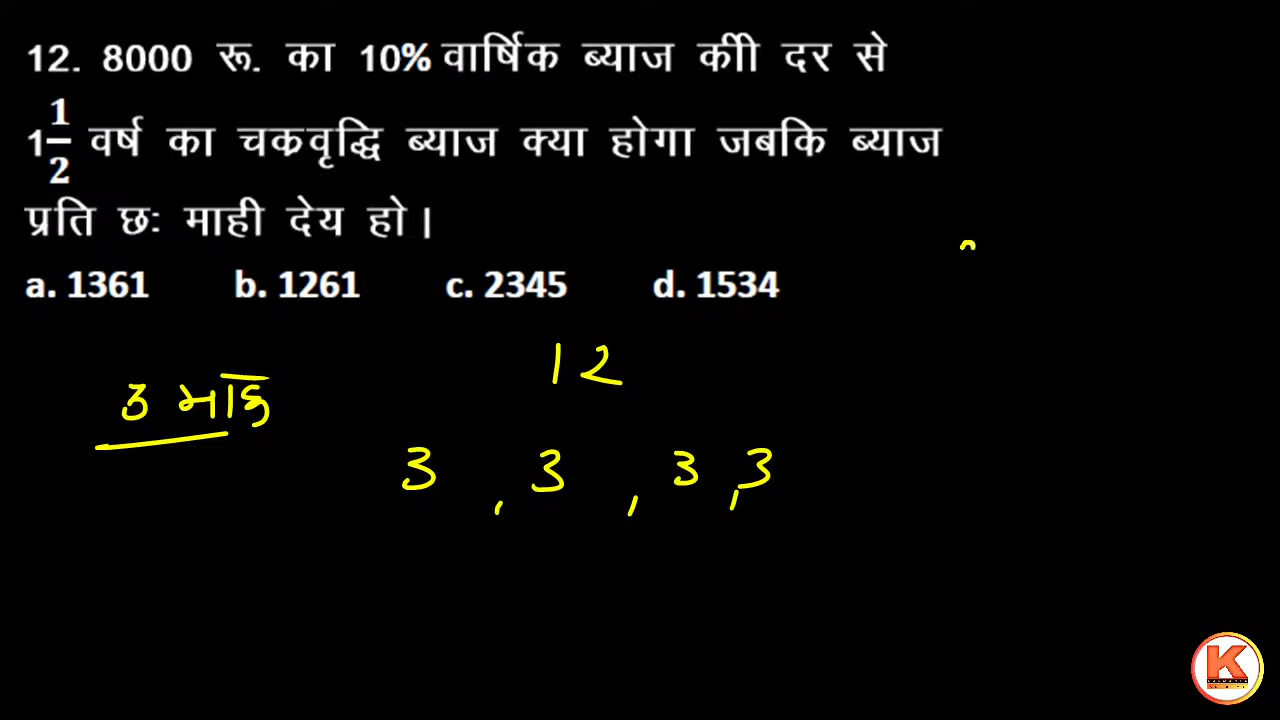 12. 8000 रू. का 10% वार्षिक ब्याज कीी दर से
1 1/2 वर्ष का चक्रवृद्धि ब्याज क्या होगा जबकि ब्याज
प्रति छः माही देय हो।
a. 1361 b. 1261 c. 2345 d. 1534
12
3 माहि
3 , 3 , 3 , 3
K